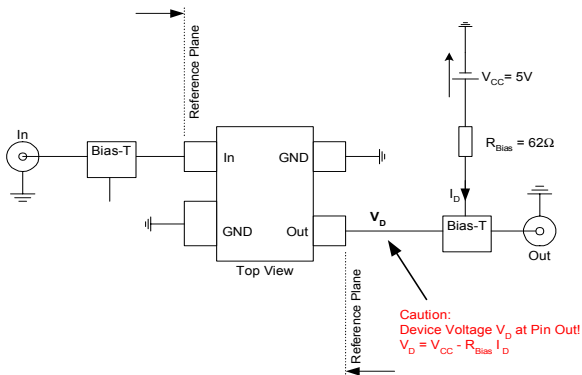 Reference Plane
V_CC = 5V
In
Bias-T
In
GND
R_Bias = 62Ω
I_D
GND
Out
V_D
Bias-T
Out
Top View
Reference Plane
Caution:
Device Voltage V_D at Pin Out!
V_D = V_CC - R_Bias I_D